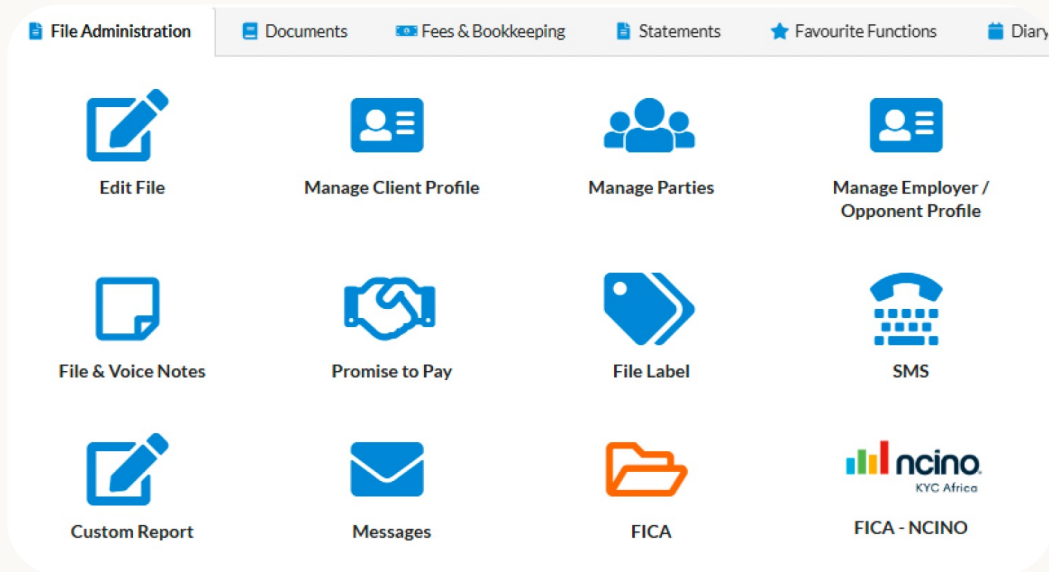 File Administration
Documents
Fees & Bookkeeping
Statements
Favourite Functions
Diary
Edit File
Manage Client Profile
Manage Parties
Manage Employer /
Opponent Profile
File & Voice Notes
Promise to Pay
File Label
SMS
Custom Report
Messages
FICA
ncino.
KYC Africa
FICA - NCINO